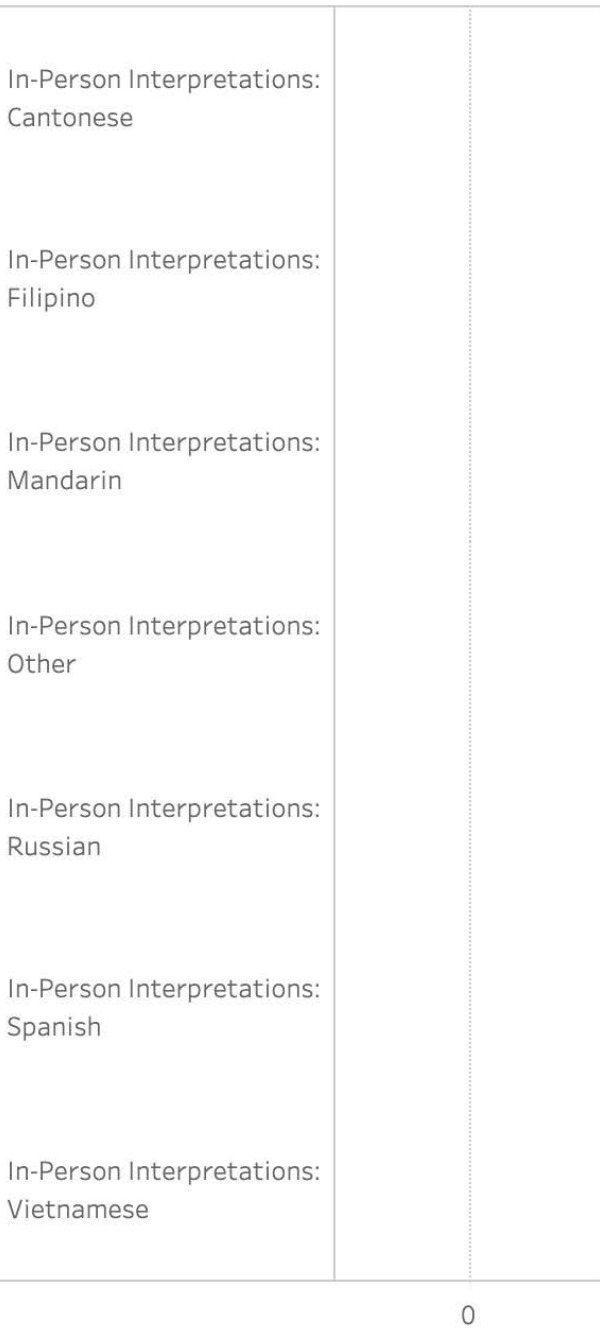 In-Person Interpretations:
Cantonese
In-Person Interpretations:
Filipino
In-Person Interpretations:
Mandarin
In-Person Interpretations:
Other
In-Person Interpretations:
Russian
In-Person Interpretations:
Spanish
In-Person Interpretations:
Vietnamese
0